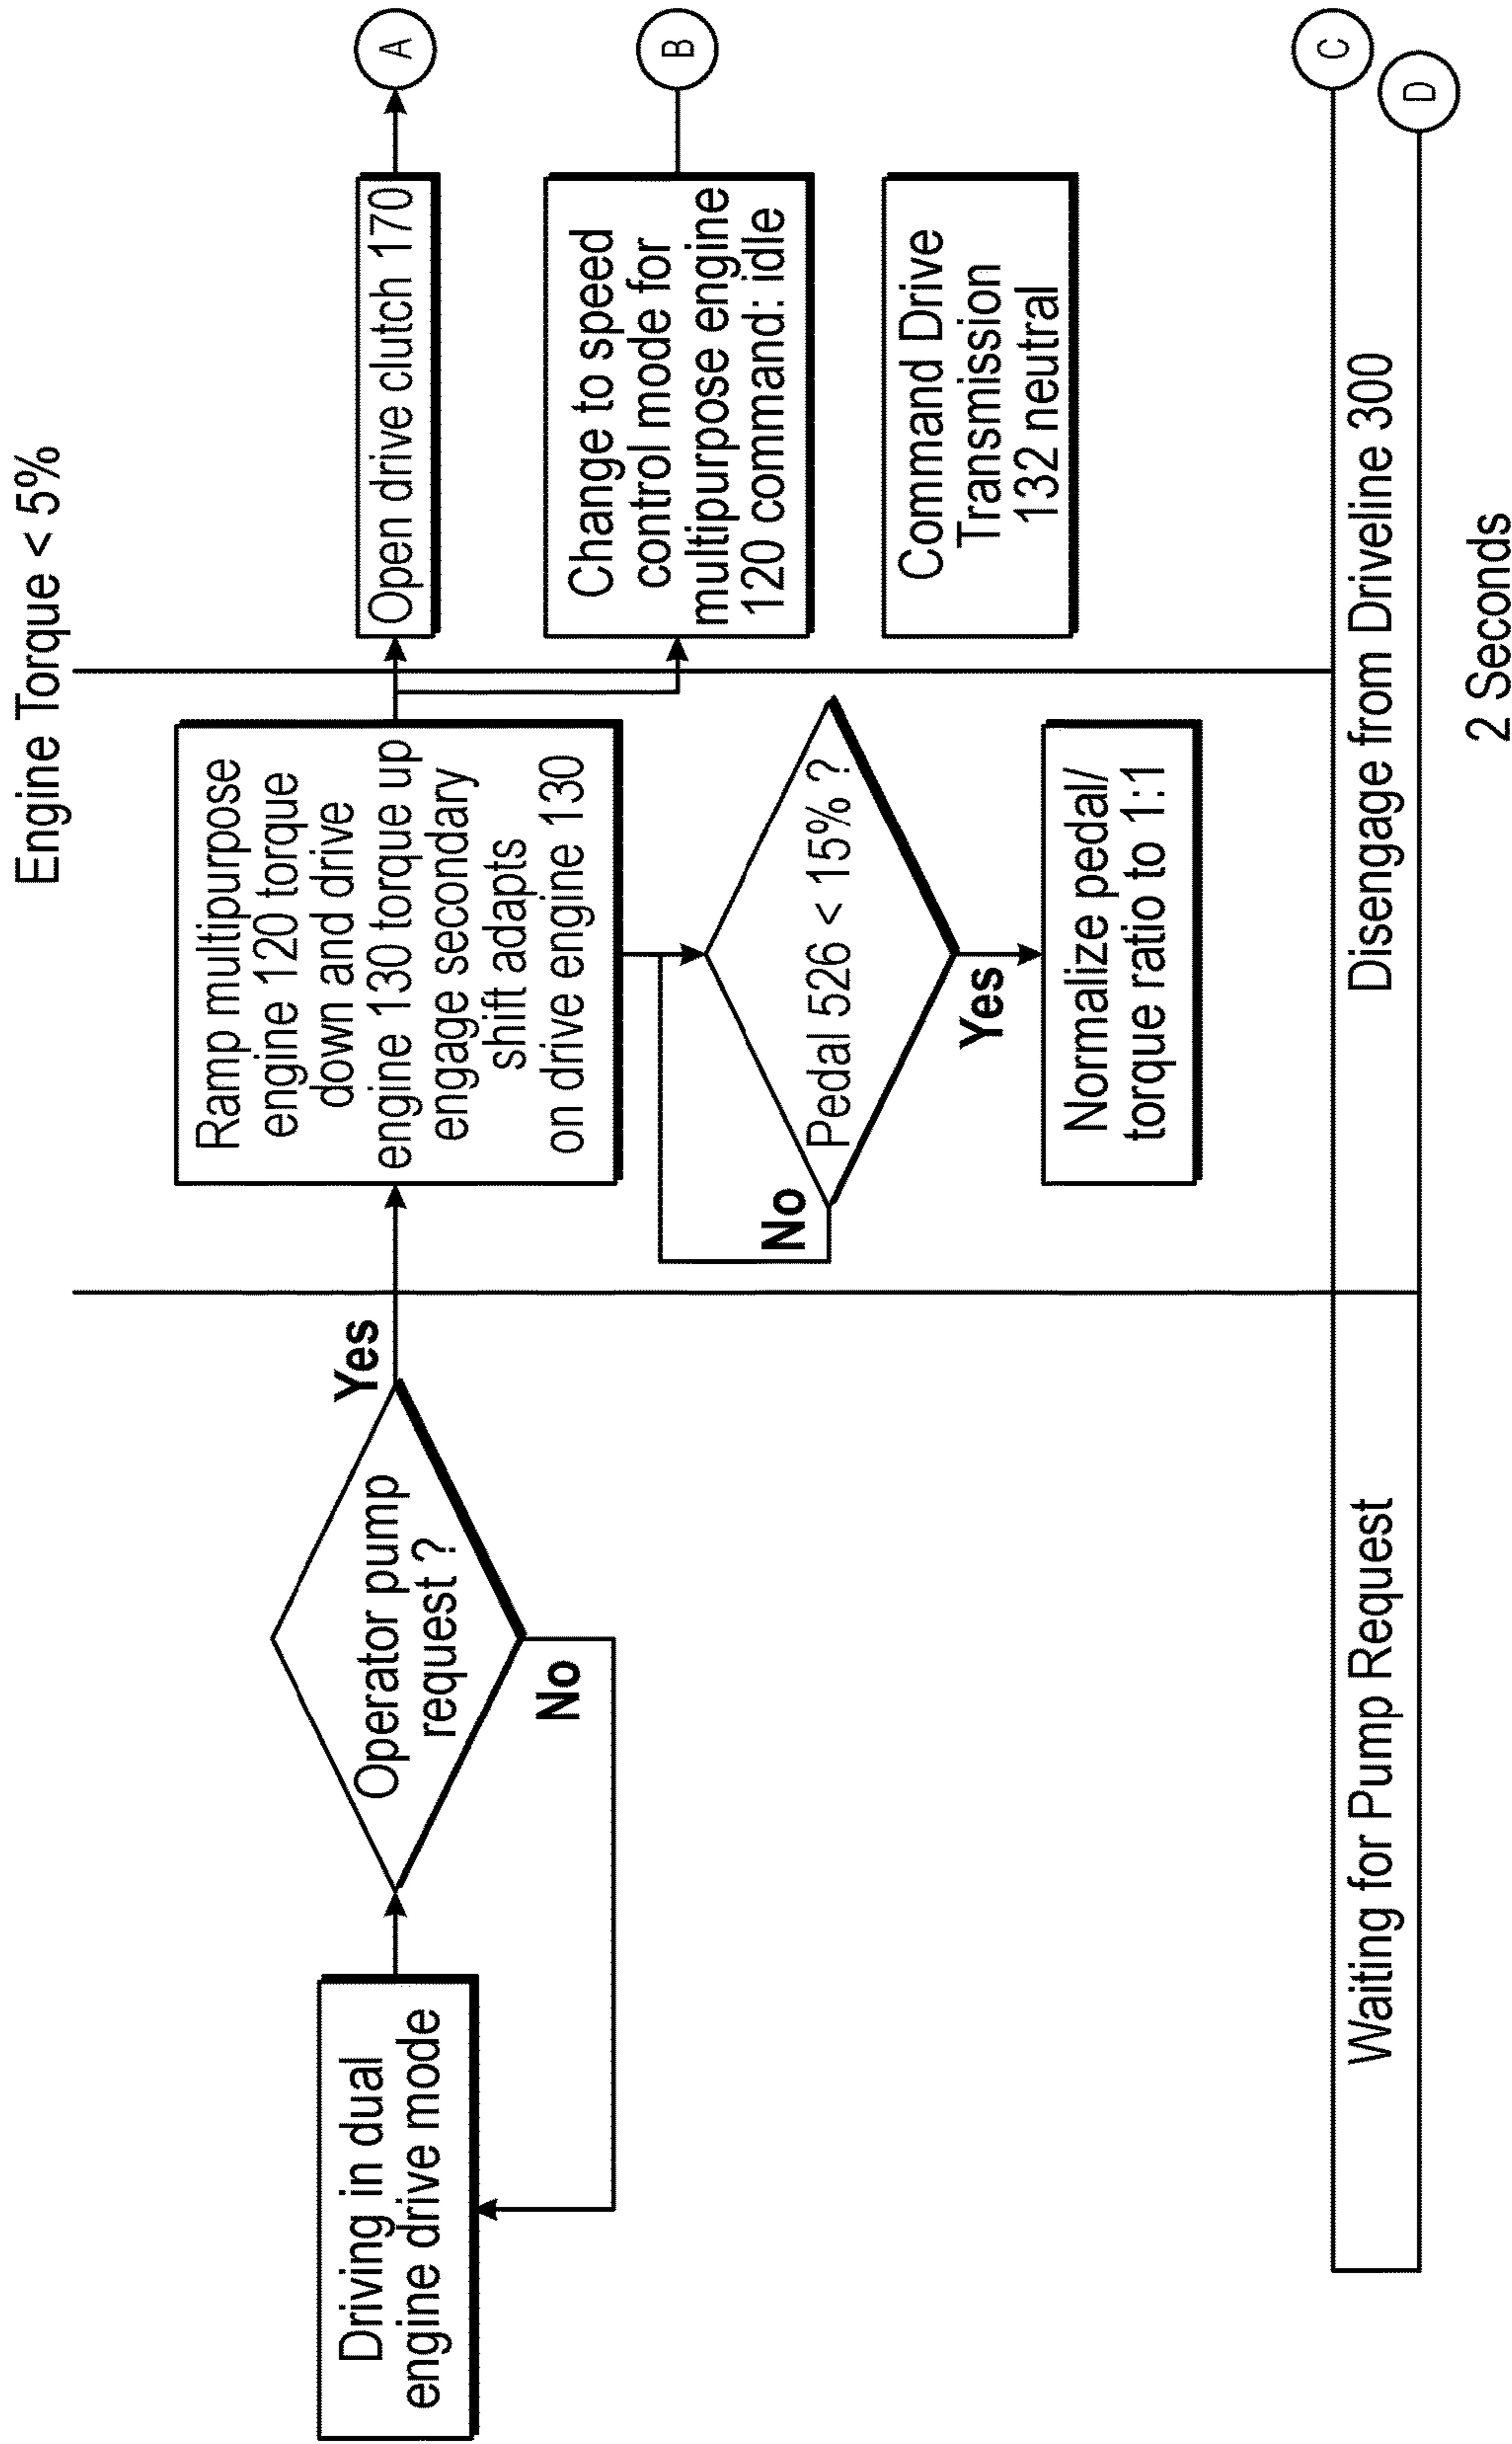 Engine Torque < 5%
Driving in dual
engine drive mode
Operator pump
request ?
Yes
No
Ramp multipurpose
engine 120 torque
down and drive
engine 130 torque up
engage secondary
shift adapts
on drive engine 130
Pedal 526 < 15% ?
No
Yes
Normalize pedal/
torque ratio to 1:1
Open drive clutch 170
A
Change to speed
control mode for
multipurpose engine
120 command: idle
B
Command Drive
Transmission
132 neutral
Waiting for Pump Request
Disengage from Driveline 300
C
D
2 Seconds